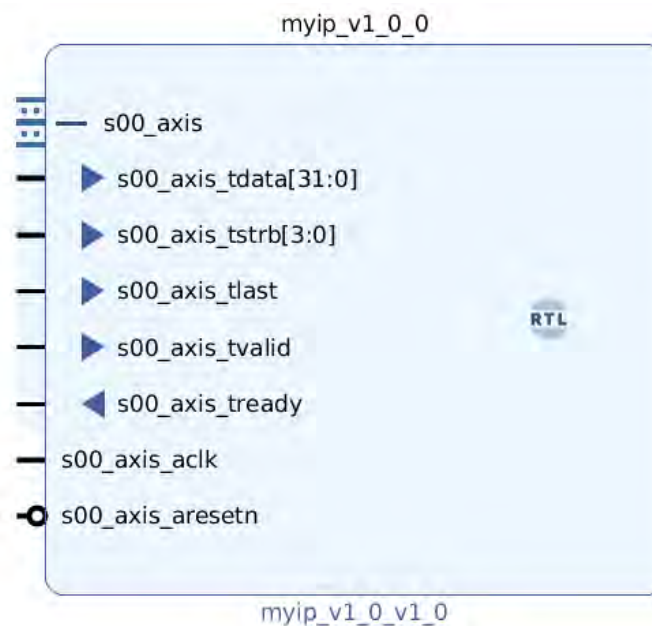 myip_v1_0_0
s00_axis
s00_axis_tdata[31:0]
s00_axis_tstrb[3:0]
s00_axis_tlast
s00_axis_tvalid
RTL
s00_axis_tready
s00_axis_aclk
s00_axis_aresetn
myip_v1_0_v1_0